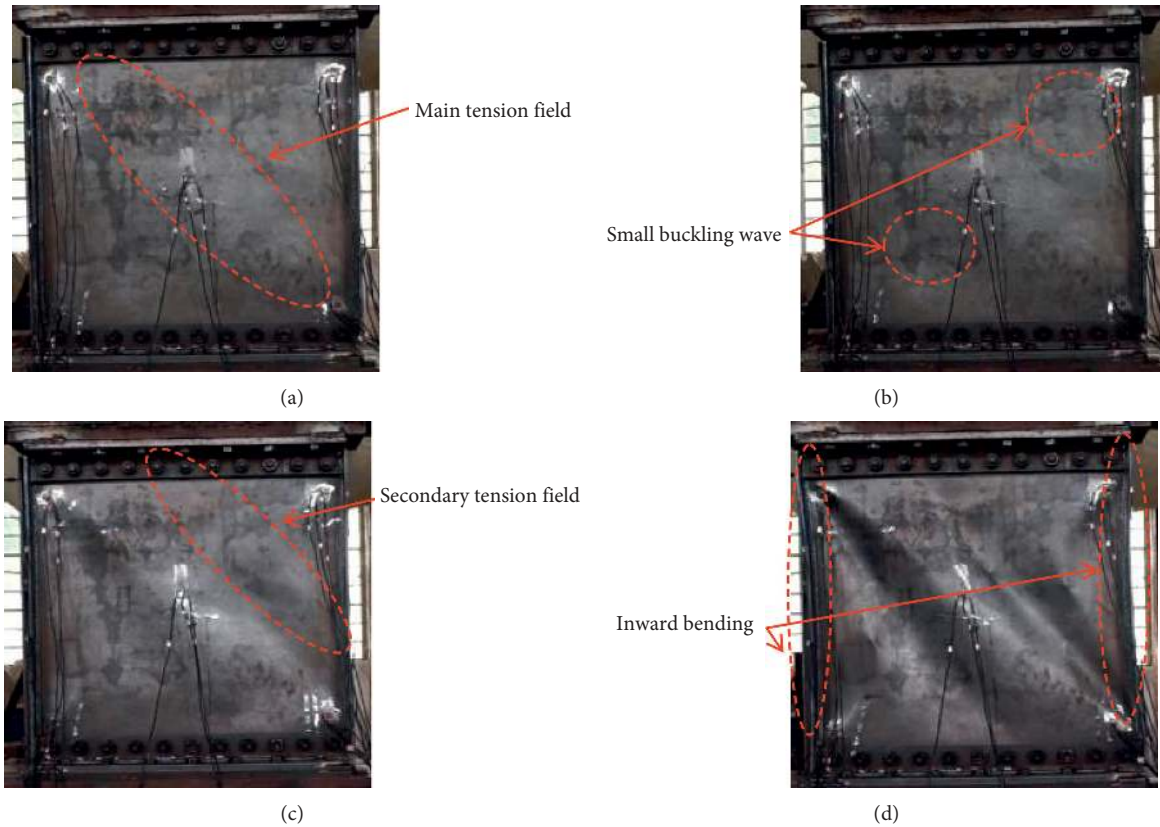 Main tension field
(a)
Small buckling wave
(b)
Secondary tension field
(c)
Inward bending
(d)